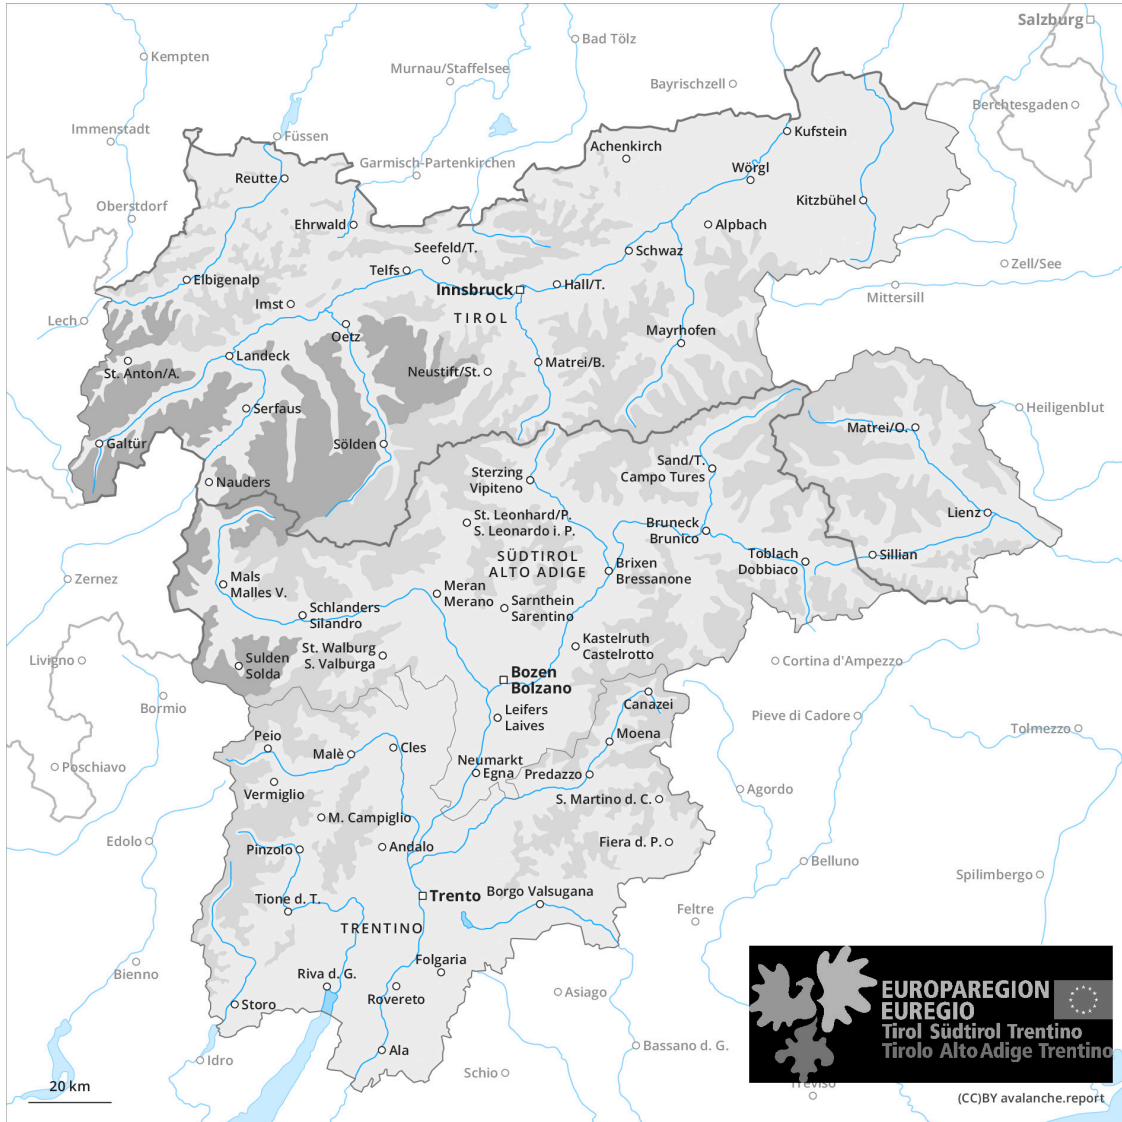 Salzburg
Bad Tölz
Kempten
Murnau/Staffelsee
Bayrischzell
Berchtesgaden
Immenstadt
Füssen
Kufstein
Achenkirch
Garmisch-Partenkirchen
Wörgl
Reutte
Kitzbühel
Oberstdorf
Ehrwald
Alpbach
Seefeld/T.
Schwaz
Zell/See
Telfs
Elbigenalp
Innsbruck
Hall/T.
Mittersill
Imst
Lech
TIROL
Oetz
Mayrhofen
Landeck
Matrei/B.
St. Anton/A.
Neustift/St.
Serfaus
Heiligenblut
Matrei/O.
Galtür
Sölden
Sand/T.
Campo Tures
Sterzing
Vipiteno
Nauders
St. Leonhard/P.
S. Leonardo i. P.
Lienz
Bruneck
Brunico
SÜDTIROL
ALTO ADIGE
Toblach
Dobbiaco
Sillian
Brixen
Bressanone
Zernez
Mals
Malles V.
Meran
Merano
Sarnthein
Sarentino
Schlanders
Silandro
St. Walburg
S. Valburga
Kastelruth
Castelrotto
Livigno
Sulden
Solda
Cortina d'Ampezzo
Bozen
Bolzano
Bormio
Canazei
Leifers
Laives
Pieve di Cadore
Tolmezzo
Peio
Moena
Malè
Cles
Neumarkt
Egna
Predazzo
Poschiavo
Vermiglio
Agordo
S. Martino d. C.
M. Campiglio
Edolo
Pinzolo
Andalo
Fiera d. P.
Belluno
Spilimbergo
Trento
Borgo Valsugana
Tione d. T.
Feltre
TRENTINO
Folgaria
Bienno
Riva d. G.
Rovereto
Asiago
Storo
EUROPAREGION
EUREGIO
Tirol Südtirol Trentino
Tirolo Alto Adige Trentino
Idro
Ala
Bassano d. G.
Schio
Treviso
20 km
(CC)BY avalanche.report